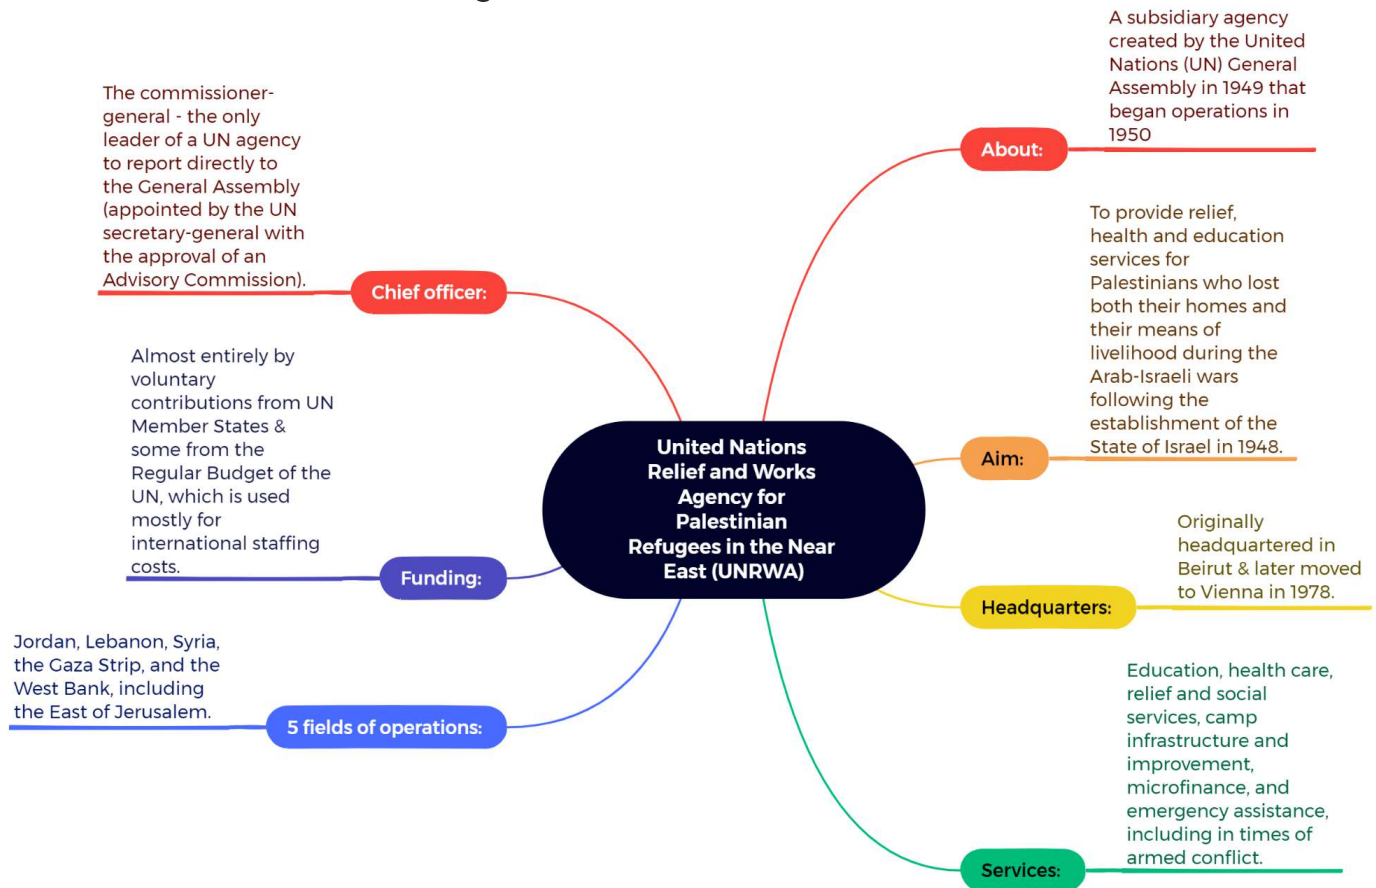 United Nations
Relief and Works
Agency for
Palestinian
Refugees in the Near
East (UNRWA)
About:
A subsidiary agency
created by the United
Nations (UN) General
Assembly in 1949 that
began operations in
1950
Aim:
To provide relief,
health and education
services for
Palestinians who lost
both their homes and
their means of
livelihood during the
Arab-Israeli wars
following the
establishment of the
State of Israel in 1948.
Headquarters:
Originally
headquartered in
Beirut & later moved
to Vienna in 1978.
Services:
Education, health care,
relief and social
services, camp
infrastructure and
improvement,
microfinance, and
emergency assistance,
including in times of
armed conflict.
Chief officer:
The commissioner-
general - the only
leader of a UN agency
to report directly to
the General Assembly
(appointed by the UN
secretary-general with
the approval of an
Advisory Commission).
Funding:
Almost entirely by
voluntary
contributions from UN
Member States &
some from the
Regular Budget of the
UN, which is used
mostly for
international staffing
costs.
5 fields of operations:
Jordan, Lebanon, Syria,
the Gaza Strip, and the
West Bank, including
the East of Jerusalem.